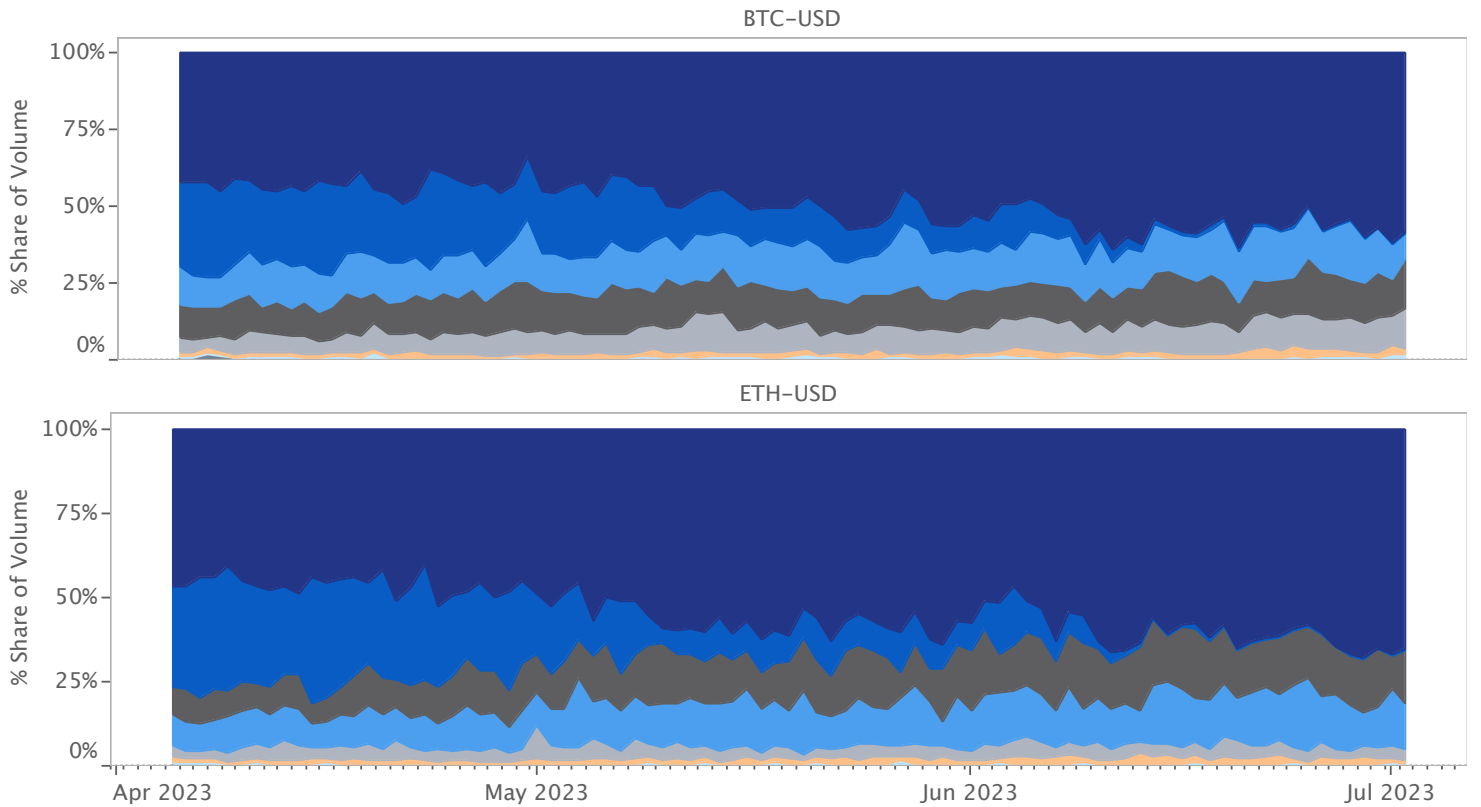 BTC–USD
% Share of Volume
100%
75%
50%
25%
0%
ETH–USD
% Share of Volume
100%
75%
50%
25%
0%
Apr 2023
May 2023
Jun 2023
Jul 2023